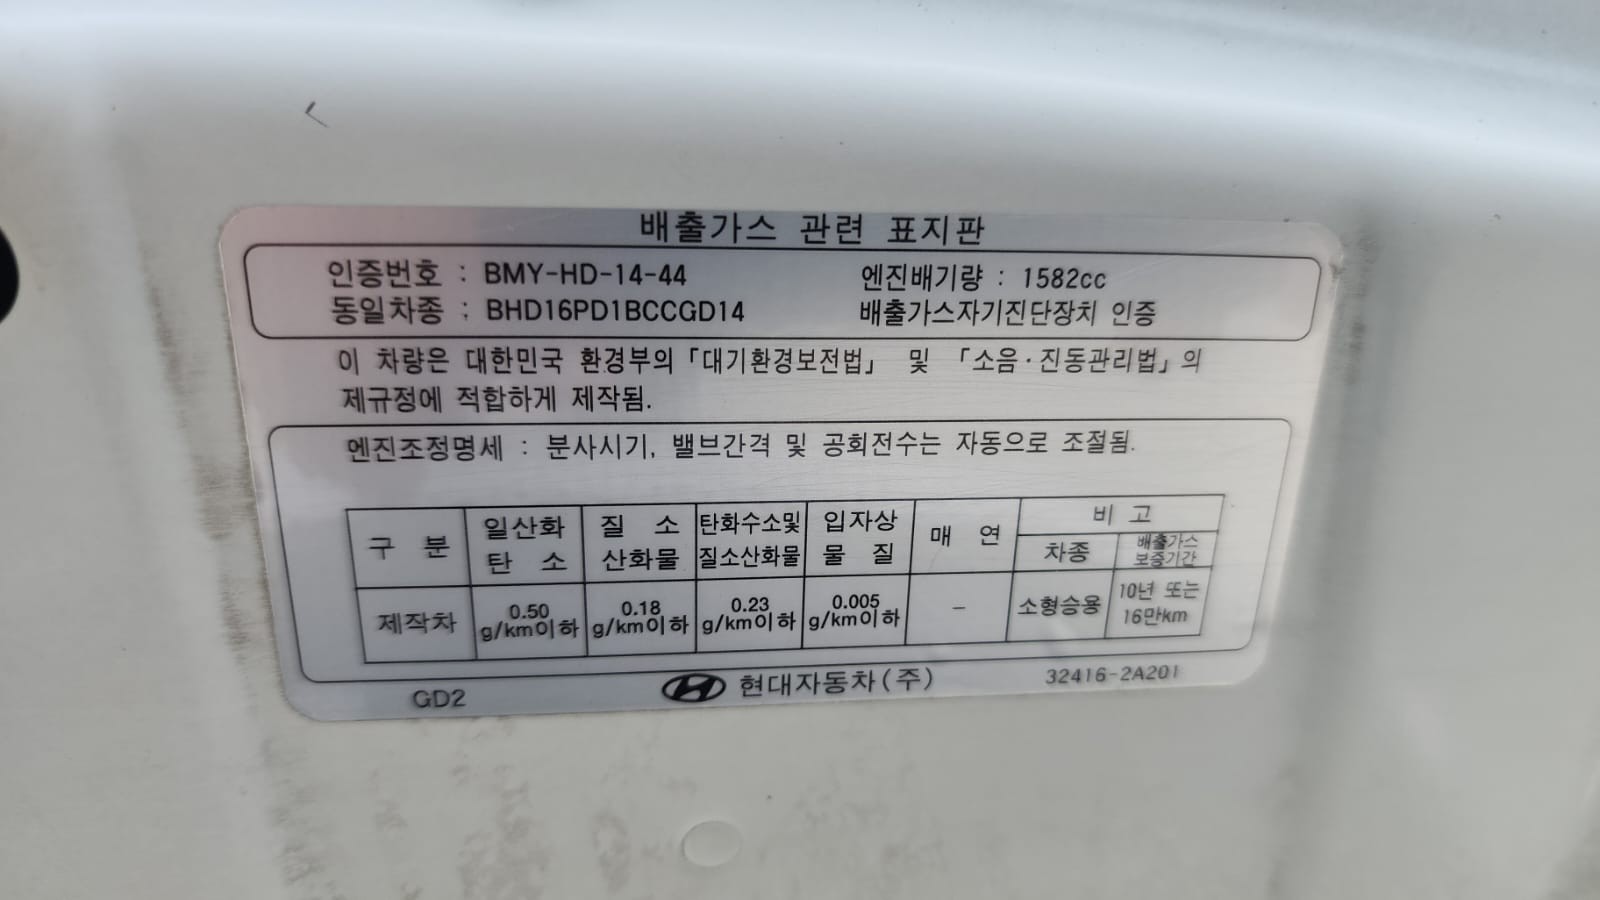 배출가스 관련 표지판
인증번호 : BMY-HD-14-44 엔진배기량 : 1582cc
동일차종 : BHD16PD1BCCGD14 배출가스자기진단장치 인증
이 차량은 대한민국 환경부의 「대기환경보전법」 및 「소음·진동관리법」의
제규정에 적합하게 제작됨.
엔진조정명세 : 분사시기, 밸브간격 및 공회전수는 자동으로 조절됨.
구 분 일산화탄 소 질 소산화물 탄화수소및질소산화물 입자상물 질 매 연 비 고
차종 배출가스보증기간
제작차 0.50g/km이하 0.18g/km이하 0.23g/km이하 0.005g/km이하 – 소형승용 10년 또는16만km
GD2 현대자동차(주) 32416-2A201